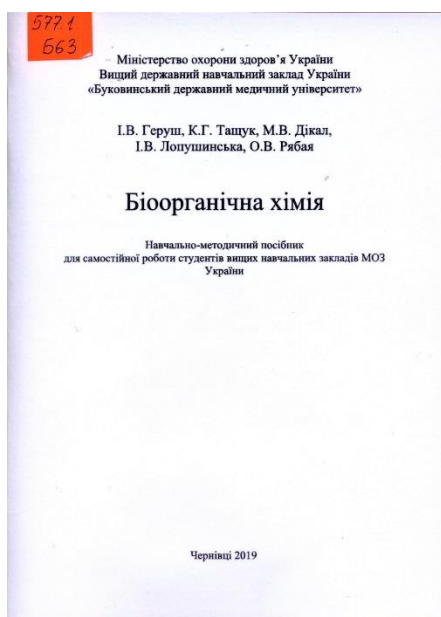 577.1
Б63
Міністерство охорони здоров’я України
Вищий державний навчальний заклад України
«Буковинський державний медичний університет»
І.В. Геруш, К.Г. Тащук, М.В. Дікал,
І.В. Лопушинська, О.В. Рябая
Біоорганічна хімія
Навчально-методичний посібник
для самостійної роботи студентів вищих навчальних закладів МОЗ
України
Чернівці 2019